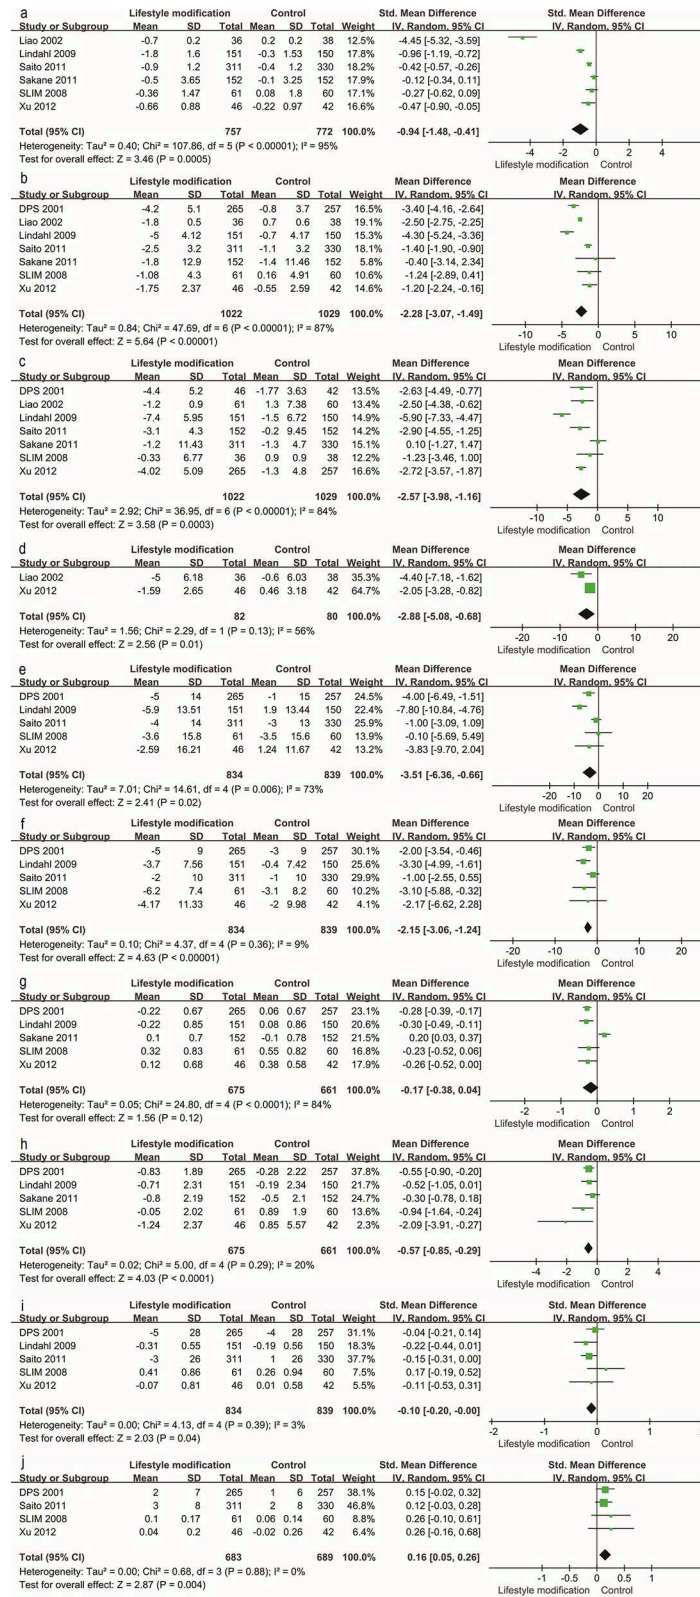 a
Lifestyle modification Control Std. Mean Difference Std. Mean Difference
Study or Subgroup Mean SD Total Mean SD Total Weight IV. Random. 95% CI IV. Random. 95% CI
Liao 2002 -0.7 0.2 36 0.2 0.2 38 12.5% -4.45 [-5.32, -3.59]
Lindahl 2009 -1.8 1.6 151 -0.3 1.53 150 17.9% -0.96 [-1.19, -0.72]
Saito 2011 -0.9 1.2 311 -0.4 1.2 330 18.2% -0.42 [-0.57, -0.26]
Sakane 2011 -0.5 3.65 152 -0.1 3.25 152 17.9% -0.12 [-0.34, 0.11]
SLIM 2008 -0.36 1.47 61 0.08 1.8 60 17.1% -0.27 [-0.62, 0.09]
Xu 2012 -0.66 0.88 46 -0.22 0.97 42 16.6% -0.47 [-0.90, -0.05]
Total (95% CI) 757 772 100.0% -0.94 [-1.48, -0.41]
Heterogeneity: Tau² = 0.40; Chi² = 107.86, df = 5 (P < 0.00001); I² = 95%
Test for overall effect: Z = 3.46 (P = 0.0005)
-4 -2 0 2 4
Llifestyle modification Control
b
Lifestyle modification Control Mean Difference Mean Difference
Study or Subgroup Mean SD Total Mean SD Total Weight IV. Random. 95% CI IV. Random. 95% CI
DPS 2001 -4.2 5.1 265 -0.8 3.7 257 16.5% -3.40 [-4.16, -2.64]
Liao 2002 -1.8 0.5 36 0.7 0.6 38 19.2% -2.50 [-2.75, -2.25]
Lindahl 2009 -5 4.12 151 -0.7 4.17 150 15.4% -4.30 [-5.24, -3.36]
Saito 2011 -2.5 3.2 311 -1.1 3.2 330 18.1% -1.40 [-1.90, -0.90]
Sakane 2011 -1.8 12.9 152 -1.4 11.46 152 5.9% -0.40 [-3.14, 2.34]
SLIM 2008 -1.08 4.3 61 0.16 4.91 60 10.9% -1.24 [-2.89, 0.41]
Xu 2012 -1.75 2.37 46 -0.55 2.59 42 14.0% -1.20 [-2.24, -0.16]
Total (95% CI) 1022 1029 100.0% -2.28 [-3.07, -1.49]
Heterogeneity: Tau² = 0.84; Chi² = 47.69, df = 6 (P < 0.00001); I² = 87%
Test for overall effect: Z = 5.64 (P < 0.00001)
-10 -5 0 5 10
Llifestyle modification Control
c
Lifestyle modification Control Mean Difference Mean Difference
Study or Subgroup Mean SD Total Mean SD Total Weight IV. Random. 95% CI IV. Random. 95% CI
DPS 2001 -4.4 5.2 46 -1.77 3.63 42 13.5% -2.63 [-4.49, -0.77]
Liao 2002 -1.2 0.9 61 1.3 7.38 60 13.4% -2.50 [-4.38, -0.62]
Lindahl 2009 -7.4 5.95 151 -1.5 6.72 150 14.9% -5.90 [-7.33, -4.47]
Saito 2011 -3.1 4.3 152 -0.2 9.45 152 14.2% -2.90 [-4.55, -1.25]
Sakane 2011 -1.2 11.43 311 -1.3 4.7 330 15.1% 0.10 [-1.27, 1.47]
SLIM 2008 -0.33 6.77 36 0.9 0.9 38 12.2% -1.23 [-3.46, 1.00]
Xu 2012 -4.02 5.09 265 -1.3 4.8 257 16.6% -2.72 [-3.57, -1.87]
Total (95% CI) 1022 1029 100.0% -2.57 [-3.98, -1.16]
Heterogeneity: Tau² = 2.92; Chi² = 36.95, df = 6 (P < 0.00001); I² = 84%
Test for overall effect: Z = 3.58 (P = 0.0003)
-10 -5 0 5 10
Llifestyle modification Control
d
Lifestyle modification Control Mean Difference Mean Difference
Study or Subgroup Mean SD Total Mean SD Total Weight IV. Random. 95% CI IV. Random. 95% CI
Liao 2002 -5 6.18 36 -0.6 6.03 38 35.3% -4.40 [-7.18, -1.62]
Xu 2012 -1.59 2.65 46 0.46 3.18 42 64.7% -2.05 [-3.28, -0.82]
Total (95% CI) 82 80 100.0% -2.88 [-5.08, -0.68]
Heterogeneity: Tau² = 1.56; Chi² = 2.29, df = 1 (P = 0.13); I² = 56%
Test for overall effect: Z = 2.56 (P = 0.01)
-20 -10 0 10 20
Lifestyle modification Control
e
Lifestyle modification Control Mean Difference Mean Difference
Study or Subgroup Mean SD Total Mean SD Total Weight IV. Random. 95% CI IV. Random. 95% CI
DPS 2001 -5 14 265 -1 15 257 24.5% -4.00 [-6.49, -1.51]
Lindahl 2009 -5.9 13.51 151 1.9 13.44 150 22.4% -7.80 [-10.84, -4.76]
Saito 2011 -4 14 311 -3 13 330 25.9% -1.00 [-3.09, 1.09]
SLIM 2008 -3.6 15.8 61 -3.5 15.6 60 14.0% -0.10 [-5.69, 5.49]
Xu 2012 -2.59 16.21 46 1.24 11.67 42 13.2% -3.83 [-9.70, 2.04]
Total (95% CI) 834 839 100.0% -3.51 [-6.36, -0.66]
Heterogeneity: Tau² = 7.01; Chi² = 14.61, df = 4 (P = 0.006); I² = 73%
Test for overall effect: Z = 2.41 (P = 0.02)
-20 -10 0 10 20
Lifestyle modification Control
f
Lifestyle modification Control Mean Difference Mean Difference
Study or Subgroup Mean SD Total Mean SD Total Weight IV. Random. 95% CI IV. Random. 95% CI
DPS 2001 -5 9 265 -3 9 257 30.1% -2.00 [-3.54, -0.46]
Lindahl 2009 -3.7 7.56 151 -0.4 7.42 150 25.6% -3.30 [-4.99, -1.61]
Saito 2011 -2 10 311 -1 10 330 29.9% -1.00 [-2.55, 0.55]
SLIM 2008 -6.2 7.4 61 -3.1 8.2 60 10.2% -3.10 [-5.88, -0.32]
Xu 2012 -4.17 11.33 46 -2 9.98 42 4.1% -2.17 [-6.62, 2.28]
Total (95% CI) 834 839 100.0% -2.15 [-3.06, -1.24]
Heterogeneity: Tau² = 0.10; Chi² = 4.37, df = 4 (P = 0.36); I² = 9%
Test for overall effect: Z = 4.63 (P < 0.00001)
-20 -10 0 10 20
Lifestyle modification Control
g
Lifestyle modification Control Mean Difference Mean Difference
Study or Subgroup Mean SD Total Mean SD Total Weight IV. Random. 95% CI IV. Random. 95% CI
DPS 2001 -0.22 0.67 265 0.06 0.67 257 23.1% -0.28 [-0.39, -0.17]
Lindahl 2009 -0.22 0.85 151 0.08 0.86 150 20.6% -0.30 [-0.49, -0.11]
Sakane 2011 0.1 0.7 152 -0.1 0.78 152 21.5% 0.20 [0.03, 0.37]
SLIM 2008 0.32 0.83 61 0.55 0.82 60 16.8% -0.23 [-0.52, 0.06]
Xu 2012 0.12 0.68 46 0.38 0.58 42 17.9% -0.26 [-0.52, 0.00]
Total (95% CI) 675 661 100.0% -0.17 [-0.38, 0.04]
Heterogeneity: Tau² = 0.05; Chi² = 24.80, df = 4 (P < 0.0001); I² = 84%
Test for overall effect: Z = 1.56 (P = 0.12)
-2 -1 0 1 2
Llifestyle modification Control
h
Lifestyle modification Control Mean Difference Mean Difference
Study or Subgroup Mean SD Total Mean SD Total Weight IV. Random. 95% CI IV. Random. 95% CI
DPS 2001 -0.83 1.89 265 -0.28 2.22 257 37.8% -0.55 [-0.90, -0.20]
Lindahl 2009 -0.71 2.31 151 -0.19 2.34 150 21.7% -0.52 [-1.05, 0.01]
Sakane 2011 -0.8 2.19 152 -0.5 2.1 152 24.7% -0.30 [-0.78, 0.18]
SLIM 2008 -0.05 2.02 61 0.89 1.9 60 13.6% -0.94 [-1.64, -0.24]
Xu 2012 -1.24 2.37 46 0.85 5.57 42 2.3% -2.09 [-3.91, -0.27]
Total (95% CI) 675 661 100.0% -0.57 [-0.85, -0.29]
Heterogeneity: Tau² = 0.02; Chi² = 5.00, df = 4 (P = 0.29); I² = 20%
Test for overall effect: Z = 4.03 (P < 0.0001)
-4 -2 0 2 4
Llifestyle modification Control
i
Lifestyle modification Control Std. Mean Difference Std. Mean Difference
Study or Subgroup Mean SD Total Mean SD Total Weight IV. Random. 95% CI IV. Random. 95% CI
DPS 2001 -5 28 265 -4 28 257 31.1% -0.04 [-0.21, 0.14]
Lindahl 2009 -0.31 0.55 151 -0.19 0.56 150 18.3% -0.22 [-0.44, 0.01]
Saito 2011 -3 26 311 1 26 330 37.7% -0.15 [-0.31, 0.00]
SLIM 2008 0.41 0.86 61 0.26 0.94 60 7.5% 0.17 [-0.19, 0.52]
Xu 2012 -0.07 0.81 46 0.01 0.58 42 5.5% -0.11 [-0.53, 0.31]
Total (95% CI) 834 839 100.0% -0.10 [-0.20, -0.00]
Heterogeneity: Tau² = 0.00; Chi² = 4.13, df = 4 (P = 0.39); I² = 3%
Test for overall effect: Z = 2.03 (P = 0.04)
-2 -1 0 1 2
Llifestyle modification Control
j
Lifestyle modification Control Std. Mean Difference Std. Mean Difference
Study or Subgroup Mean SD Total Mean SD Total Weight IV. Random. 95% CI IV. Random. 95% CI
DPS 2001 2 7 265 1 6 257 38.1% 0.15 [-0.02, 0.32]
Saito 2011 3 8 311 2 8 330 46.8% 0.12 [-0.03, 0.28]
SLIM 2008 0.1 0.17 61 0.06 0.14 60 8.8% 0.26 [-0.10, 0.61]
Xu 2012 0.04 0.2 46 -0.02 0.26 42 6.4% 0.26 [-0.16, 0.68]
Total (95% CI) 683 689 100.0% 0.16 [0.05, 0.26]
Heterogeneity: Tau² = 0.00; Chi² = 0.68, df = 3 (P = 0.88); I² = 0%
Test for overall effect: Z = 2.87 (P = 0.004)
-1 -0.5 0 0.5 1
Llifestyle modification Control